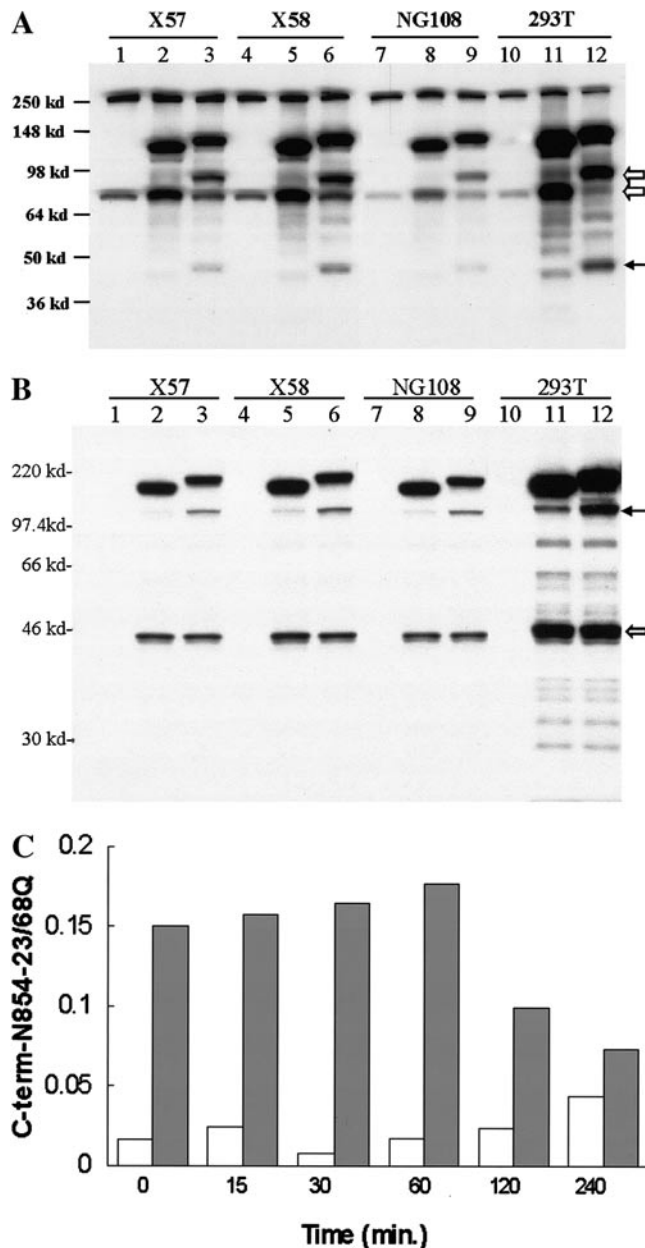 A
X57 X58 NG108 293T
1 2 3 4 5 6 7 8 9 10 11 12
250 kd
148 kd
98 kd
64 kd
50 kd
36 kd
B
X57 X58 NG108 293T
1 2 3 4 5 6 7 8 9 10 11 12
220 kd-
97.4kd-
66 kd-
46 kd-
30 kd-
C
C-term-N854-23/68Q
0.2
0.15
0.1
0.05
0
0 15 30 60 120 240
Time (min.)